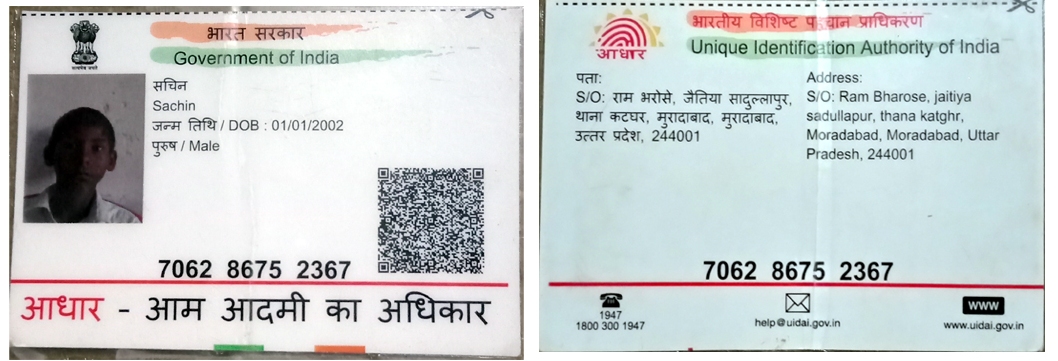 भारत सरकार
Government of India
सचिन
Sachin
जन्म तिथि / DOB : 01/01/2002
पुरुष / Male
7062 8675 2367
आधार - आम आदमी का अधिकार
आधार
भारतीय विशिष्ट पहचान प्राधिकरण
Unique Identification Authority of India
पता:
S/O: राम भरोसे, जैतिया सादुल्लापुर,
थाना कटघर, मुरादाबाद, मुरादाबाद,
उत्तर प्रदेश, 244001
Address:
S/O: Ram Bharose, jaitiya
sadullapur, thana katghr,
Moradabad, Moradabad, Uttar
Pradesh, 244001
7062 8675 2367
1947
1800 300 1947
help@uidai.gov.in
www
www.uidai.gov.in